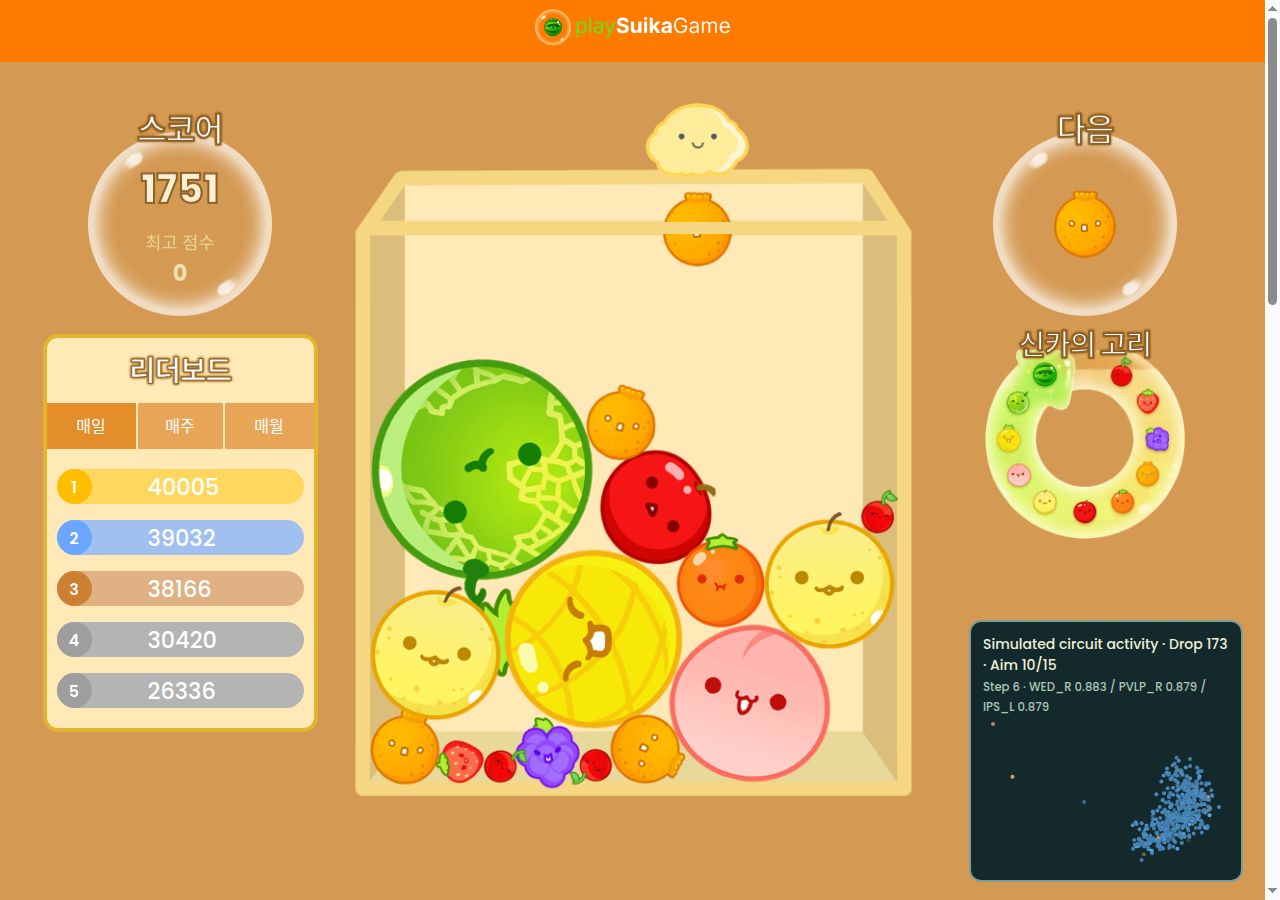 playSuikaGame
스코어
1751
최고 점수
0
다음
리더보드
매일 매주 매월
1 40005
2 39032
3 38166
4 30420
5 26336
신카의 고리
Simulated circuit activity · Drop 173
· Aim 10/15
Step 6 · WED_R 0.883 / PVLP_R 0.879 /
IPS_L 0.879